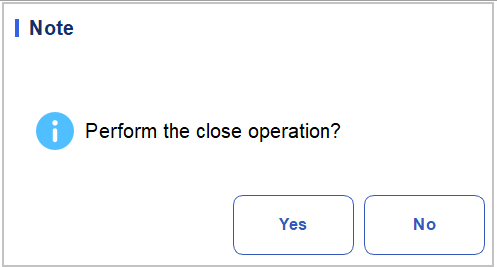 Note
Perform the close operation?
Yes
No